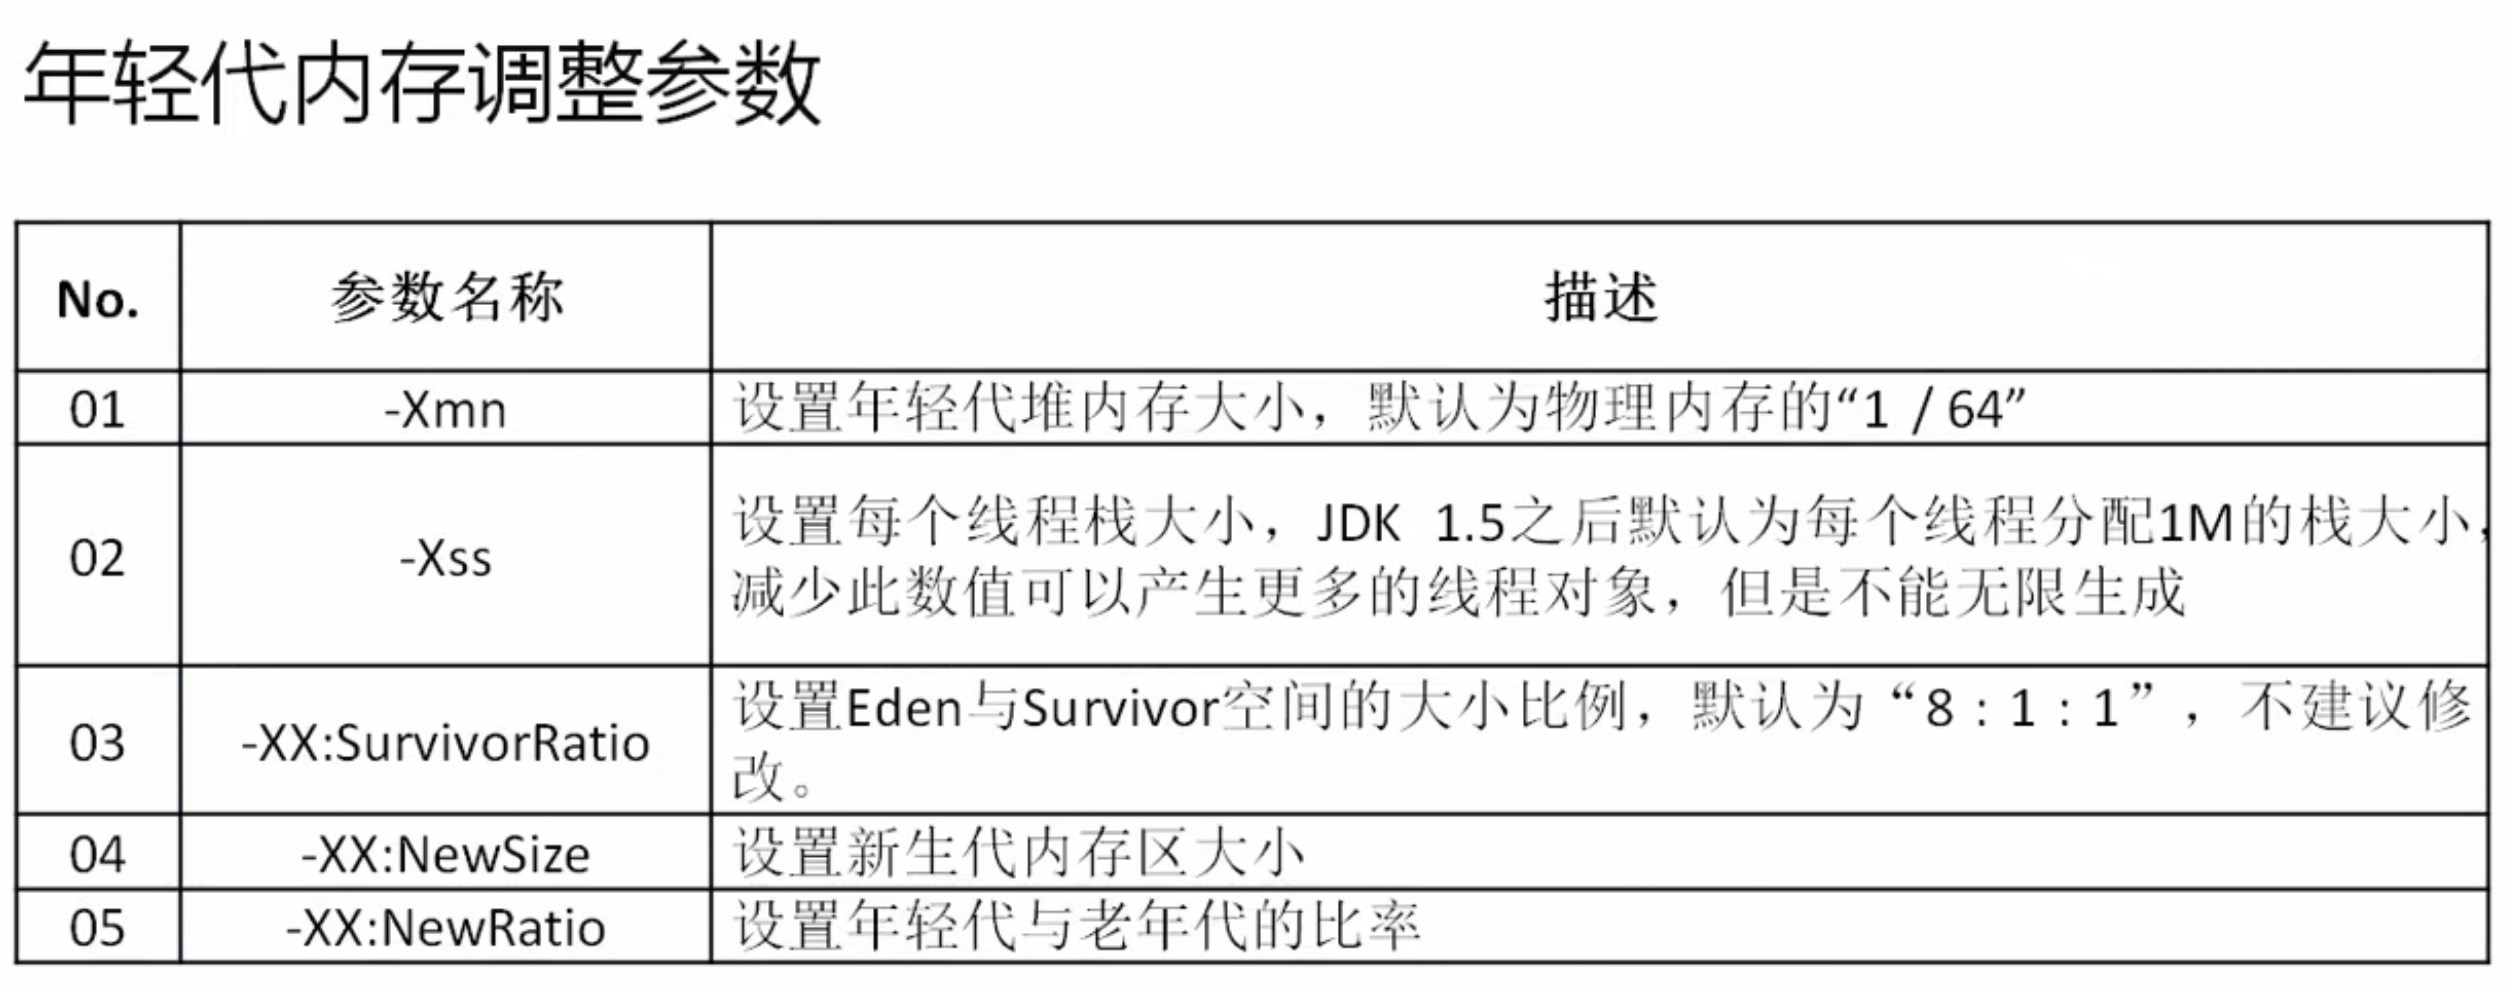 年轻代内存调整参数
No. 参数名称 描述
01 -Xmn 设置年轻代堆内存大小，默认为物理内存的“1 / 64”
02 -Xss 设置每个线程栈大小，JDK 1.5之后默认为每个线程分配1M的栈大小，
减少此数值可以产生更多的线程对象，但是不能无限生成
03 -XX:SurvivorRatio 设置Eden与Survivor空间的大小比例，默认为“8 : 1 : 1”，不建议修
改。
04 -XX:NewSize 设置新生代内存区大小
05 -XX:NewRatio 设置年轻代与老年代的比率